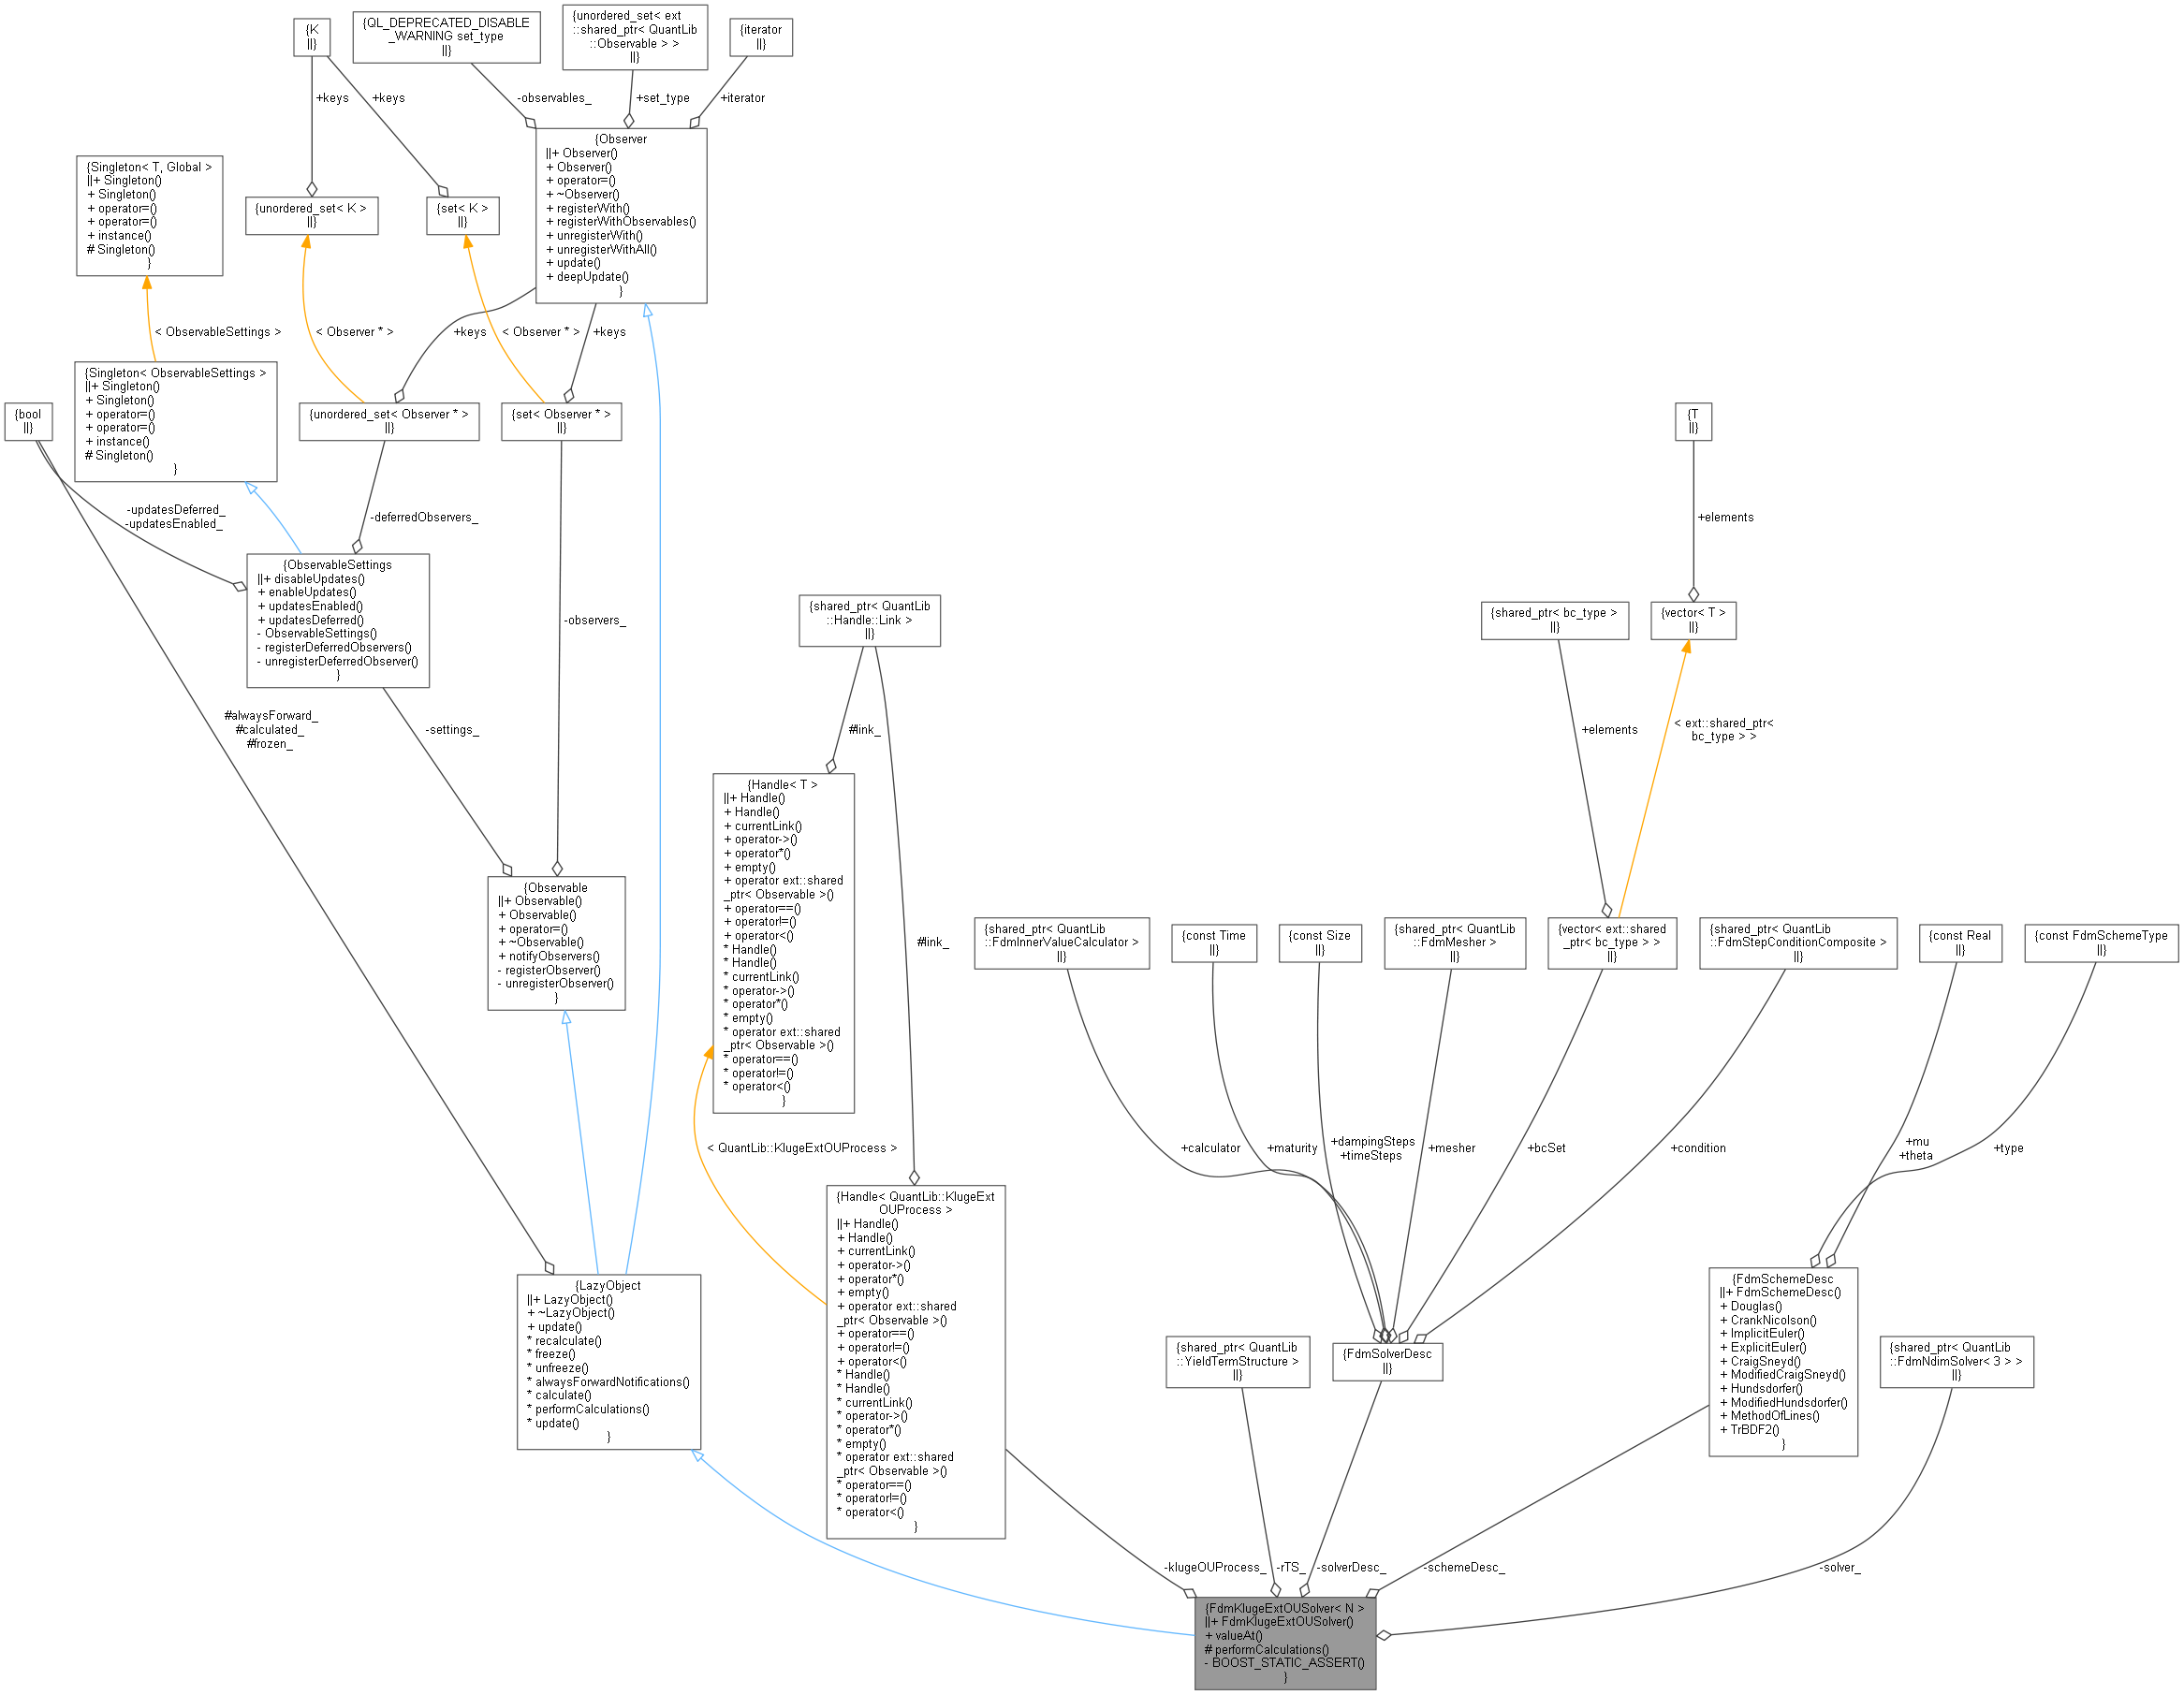 {K
||}
{QL_DEPRECATED_DISABLE
_WARNING set_type
||}
{unordered_set< ext
::shared_ptr< QuantLib
::Observable > >
||}
{iterator
||}
+keys
+keys
-observables_
+set_type
+iterator
{Singleton< T, Global >
||+ Singleton()
+ Singleton()
+ operator=()
+ operator=()
+ instance()
# Singleton()
}
{unordered_set< K >
||}
{set< K >
||}
{Observer
||+ Observer()
+ Observer()
+ operator=()
+ ~Observer()
+ registerWith()
+ registerWithObservables()
+ unregisterWith()
+ unregisterWithAll()
+ update()
+ deepUpdate()
}
< ObservableSettings >
< Observer * >
+keys
< Observer * >
+keys
{bool
||}
{Singleton< ObservableSettings >
||+ Singleton()
+ Singleton()
+ operator=()
+ operator=()
+ instance()
# Singleton()
}
{unordered_set< Observer * >
||}
{set< Observer * >
||}
{T
||}
-updatesDeferred_
-updatesEnabled_
-deferredObservers_
+elements
{ObservableSettings
||+ disableUpdates()
+ enableUpdates()
+ updatesEnabled()
+ updatesDeferred()
- ObservableSettings()
- registerDeferredObservers()
- unregisterDeferredObserver()
}
-observers_
{shared_ptr< QuantLib
::Handle::Link >
||}
{shared_ptr< bc_type >
||}
{vector< T >
||}
#alwaysForward_
#calculated_
#frozen_
-settings_
#link_
+elements
< ext::shared_ptr<
bc_type > >
{Handle< T >
||+ Handle()
+ Handle()
+ currentLink()
+ operator->()
+ operator*()
+ empty()
+ operator ext::shared
_ptr< Observable >()
+ operator==()
+ operator!=()
+ operator<()
* Handle()
* Handle()
* currentLink()
* operator->()
* operator*()
* empty()
* operator ext::shared
_ptr< Observable >()
* operator==()
* operator!=()
* operator<()
}
{Observable
||+ Observable()
+ Observable()
+ operator=()
+ ~Observable()
+ notifyObservers()
- registerObserver()
- unregisterObserver()
}
#link_
{shared_ptr< QuantLib
::FdmInnerValueCalculator >
||}
{const Time
||}
{const Size
||}
{shared_ptr< QuantLib
::FdmMesher >
||}
{vector< ext::shared
_ptr< bc_type > >
||}
{shared_ptr< QuantLib
::FdmStepConditionComposite >
||}
{const Real
||}
{const FdmSchemeType
||}
< QuantLib::KlugeExtOUProcess >
+calculator
+maturity
+dampingSteps
+timeSteps
+mesher
+bcSet
+condition
+mu
+theta
+type
{Handle< QuantLib::KlugeExt
OUProcess >
||+ Handle()
+ Handle()
+ currentLink()
+ operator->()
+ operator*()
+ empty()
+ operator ext::shared
_ptr< Observable >()
+ operator==()
+ operator!=()
+ operator<()
* Handle()
* Handle()
* currentLink()
* operator->()
* operator*()
* empty()
* operator ext::shared
_ptr< Observable >()
* operator==()
* operator!=()
* operator<()
}
{LazyObject
||+ LazyObject()
+ ~LazyObject()
+ update()
* recalculate()
* freeze()
* unfreeze()
* alwaysForwardNotifications()
* calculate()
* performCalculations()
* update()
}
{shared_ptr< QuantLib
::YieldTermStructure >
||}
{FdmSolverDesc
||}
{FdmSchemeDesc
||+ FdmSchemeDesc()
+ Douglas()
+ CrankNicolson()
+ ImplicitEuler()
+ ExplicitEuler()
+ CraigSneyd()
+ ModifiedCraigSneyd()
+ Hundsdorfer()
+ ModifiedHundsdorfer()
+ MethodOfLines()
+ TrBDF2()
}
{shared_ptr< QuantLib
::FdmNdimSolver< 3 > >
||}
-klugeOUProcess_
-rTS_
-solverDesc_
-schemeDesc_
-solver_
{FdmKlugeExtOUSolver< N >
||+ FdmKlugeExtOUSolver()
+ valueAt()
# performCalculations()
- BOOST_STATIC_ASSERT()
}